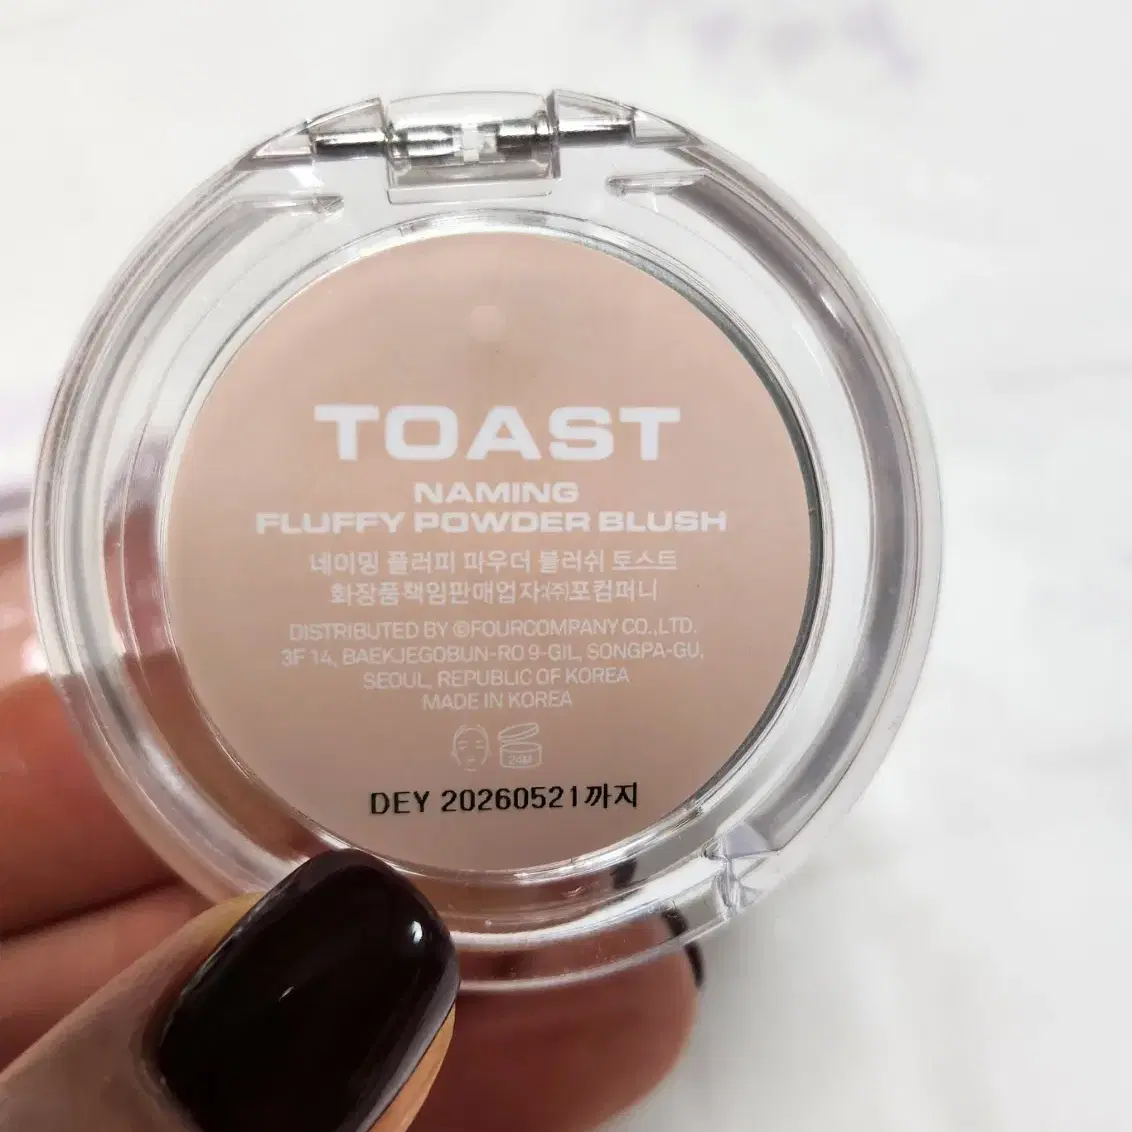 TOAST
NAMING
FLUFFY POWDER BLUSH
네이밍 플러피 파우더 블러쉬 토스트
화장품책임판매업자:㈜포컴퍼니
DISTRIBUTED BY ©FOURCOMPANY CO.,LTD.
3F 14, BAEKJEGOBUN-RO 9-GIL, SONGPA-GU,
SEOUL, REPUBLIC OF KOREA
MADE IN KOREA
24M
DEY 20260521까지